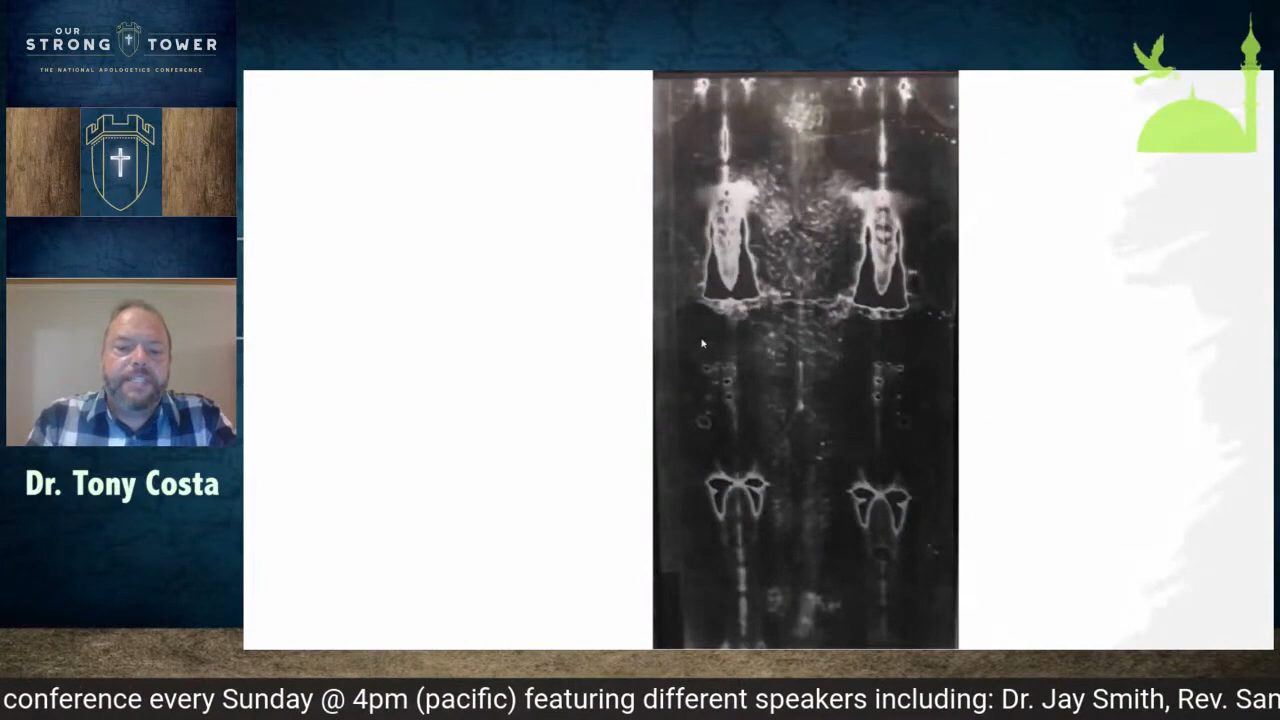 OUR
STRONG TOWER
THE NATIONAL APOLOGETICS CONFERENCE
Dr. Tony Costa
conference every Sunday @ 4pm (pacific) featuring different speakers including: Dr. Jay Smith, Rev. San